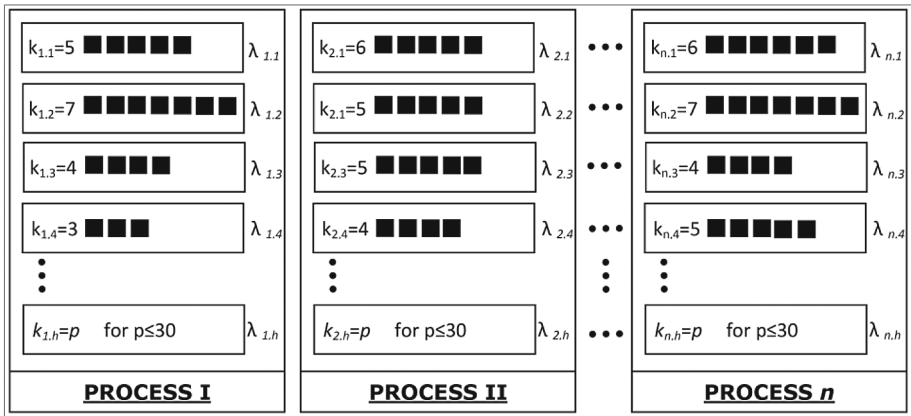 k1.1=5 λ 1.1
k1.2=7 λ 1.2
k1.3=4 λ 1.3
k1.4=3 λ 1.4
k1.h=p for p≤30 λ 1.h
PROCESS I
k2.1=6 λ 2.1
k2.1=5 λ 2.2
k2.3=5 λ 2.3
k2.4=4 λ 2.4
k2.h=p for p≤30 λ 2.h
PROCESS II
kn.1=6 λ n.1
kn.2=7 λ n.2
kn.3=4 λ n.3
kn.4=5 λ n.4
kn.h=p for p≤30 λ n.h
PROCESS n